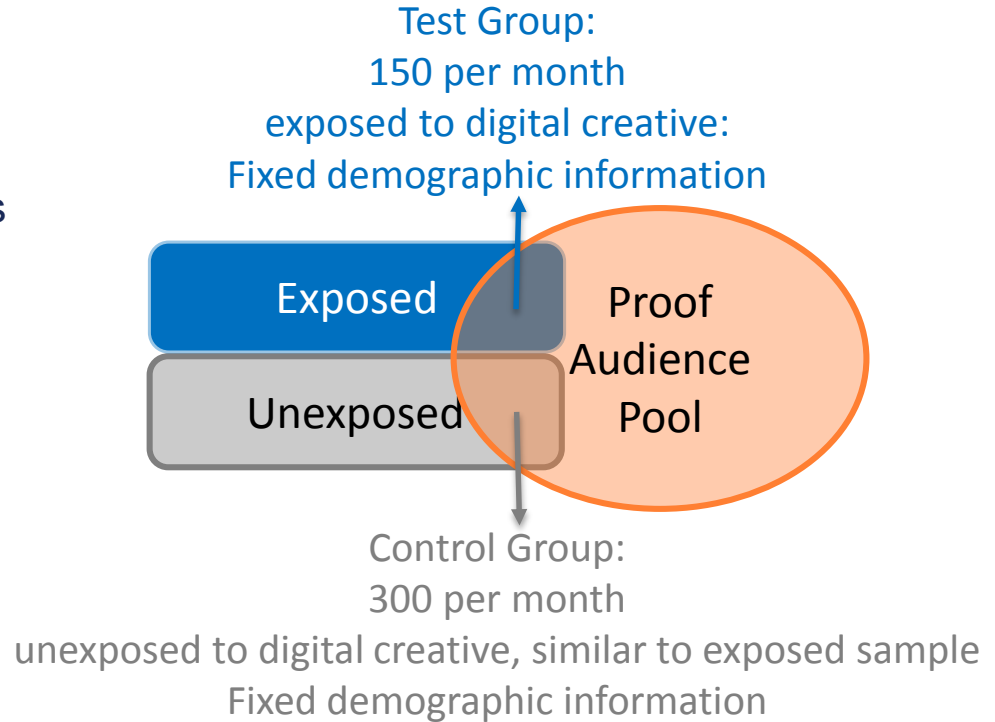 Test Group:
150 per month
exposed to digital creative:
Fixed demographic information
s
Exposed
Proof
Audience
Pool
Unexposed
Control Group:
300 per month
unexposed to digital creative, similar to exposed sample
Fixed demographic information